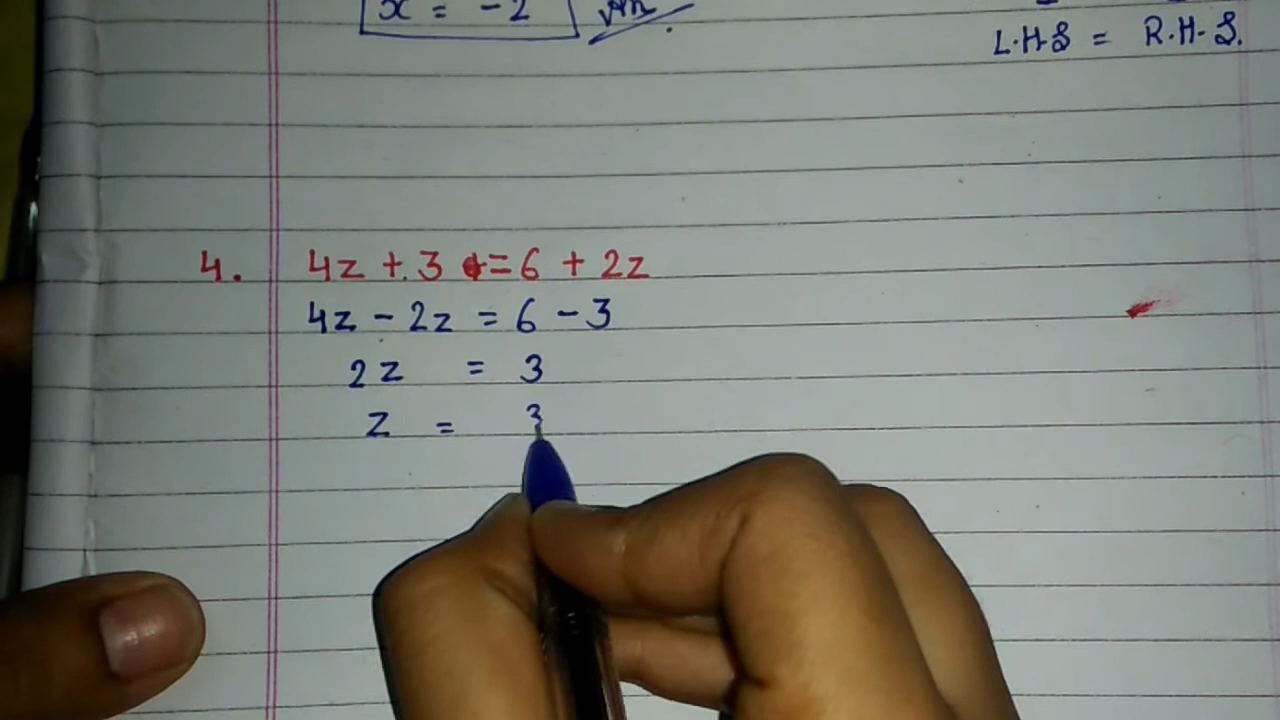 x = -2 Ans
L.H.S = R.H.S.
4. 4z + 3 = 6 + 2z
4z - 2z = 6 - 3
2z = 3
z = 3